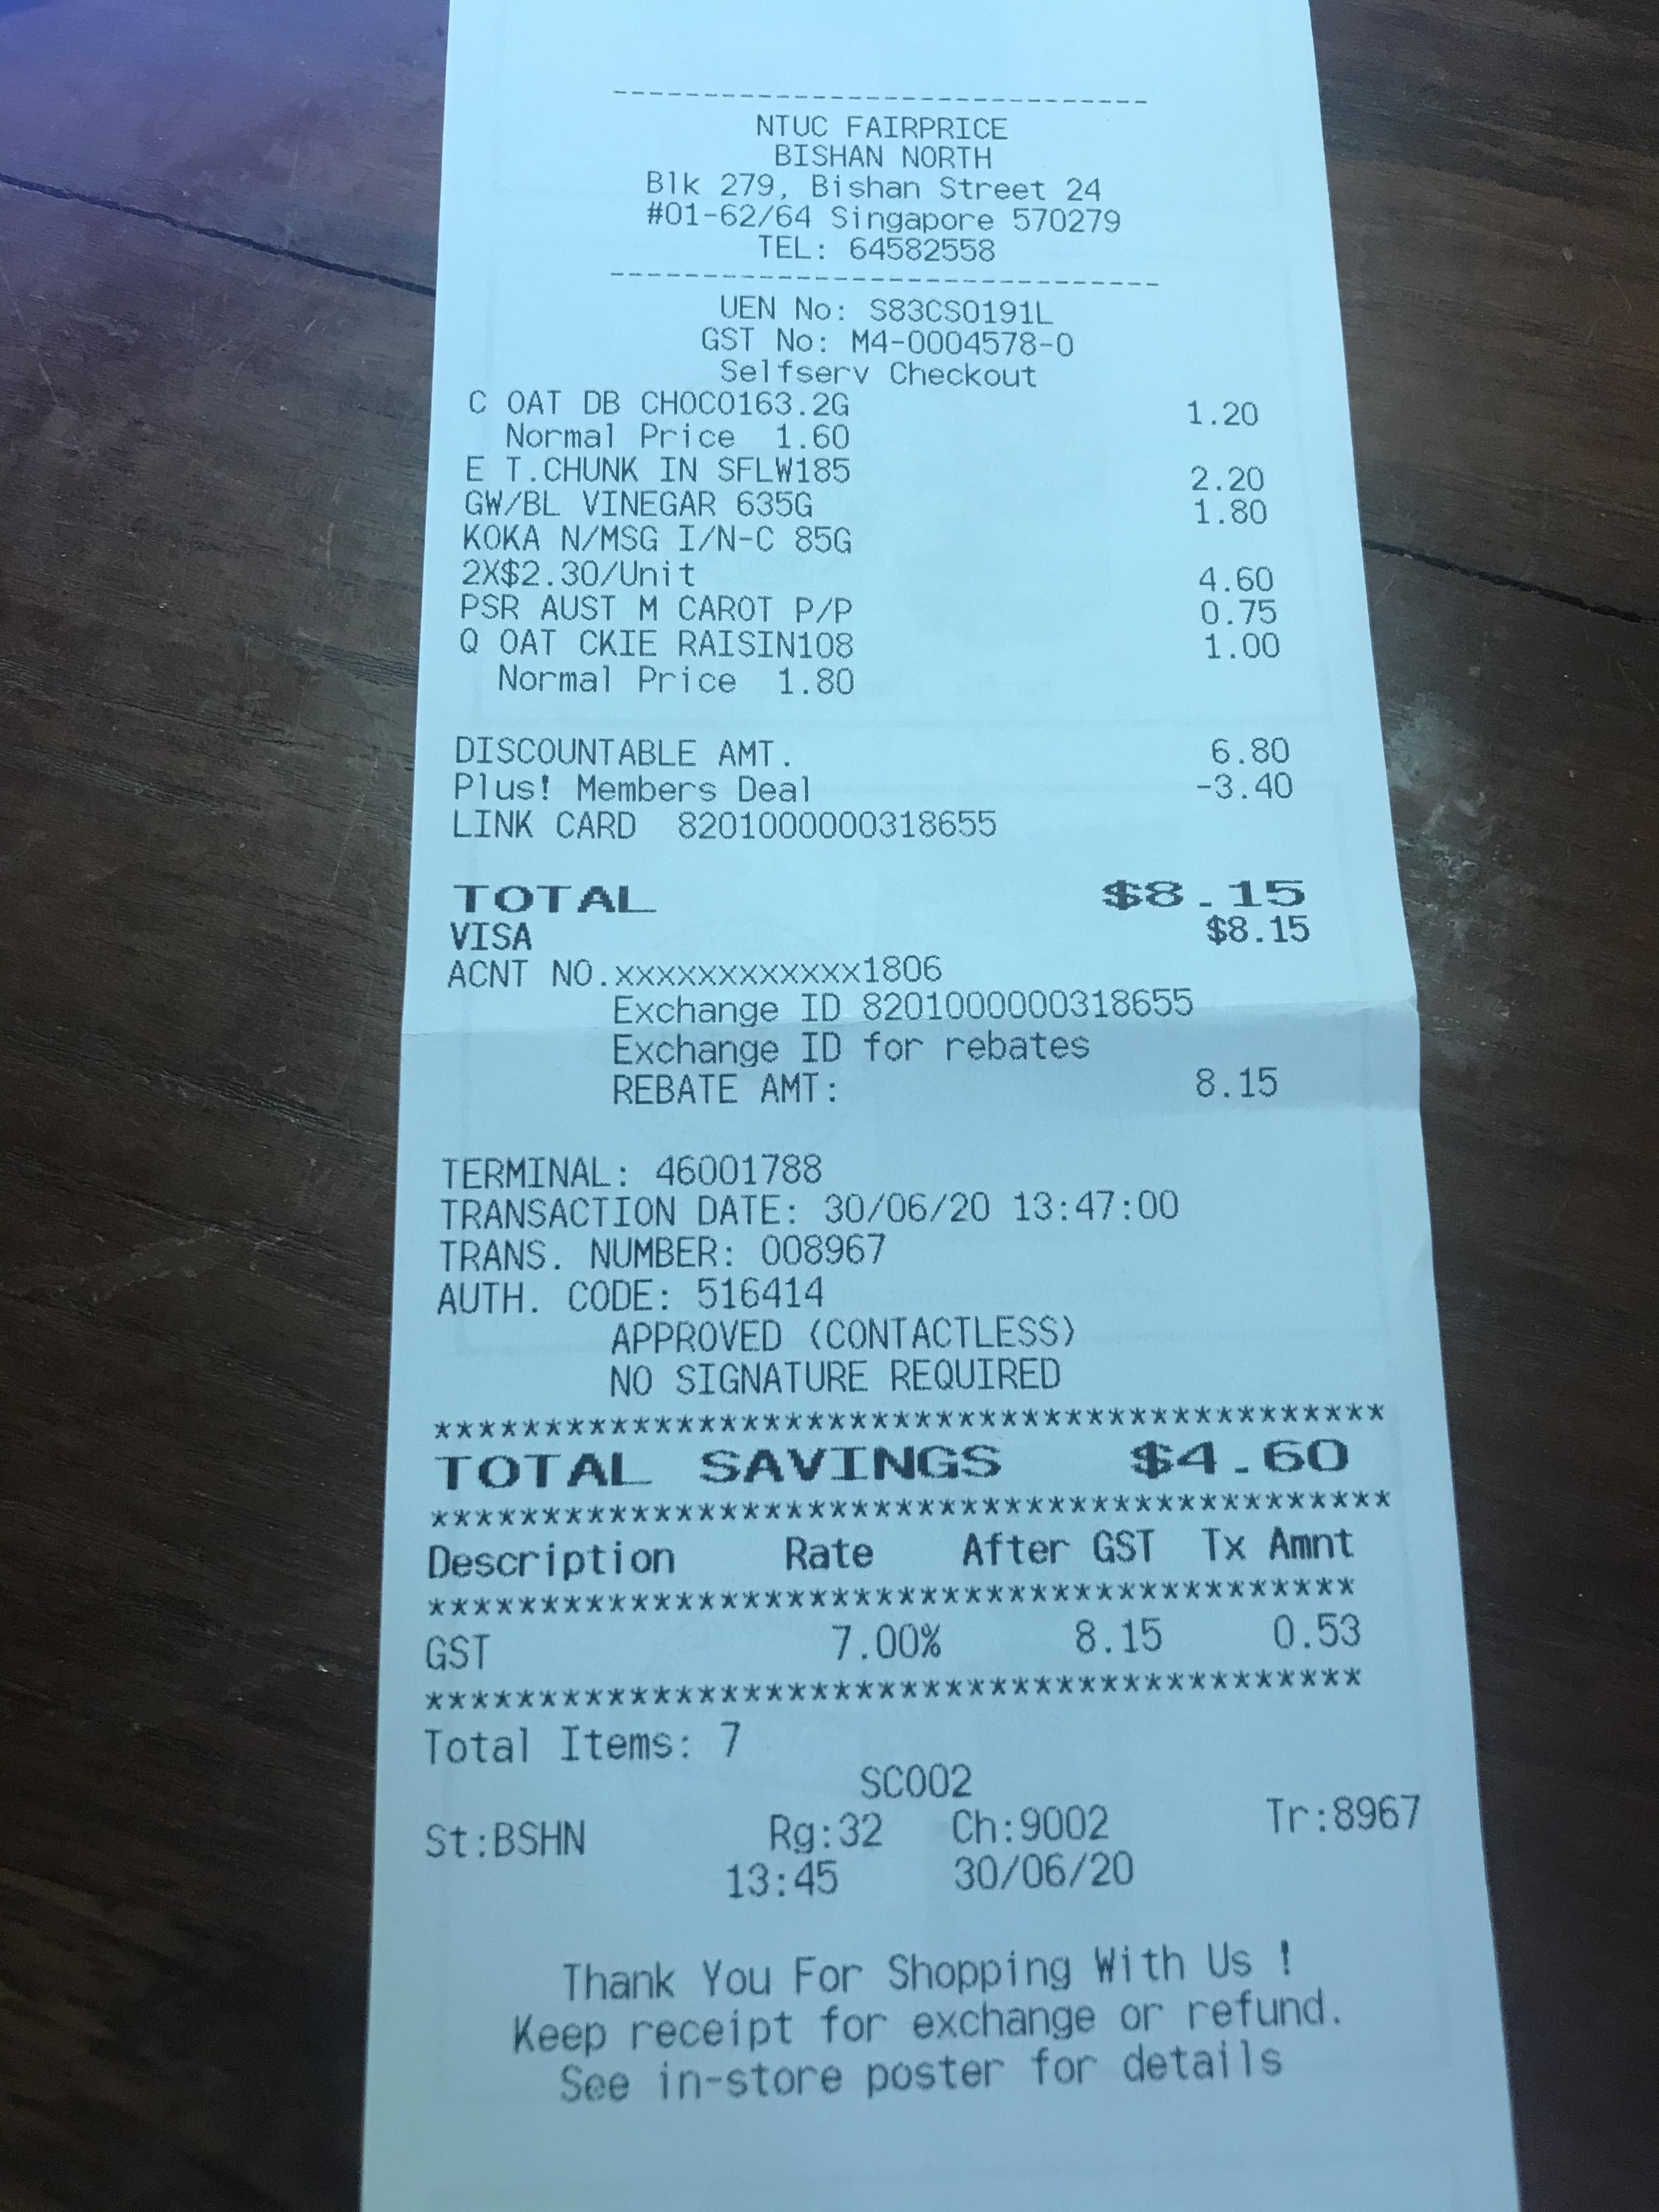 ------------------------------
NTUC FAIRPRICE
BISHAN NORTH
Blk 279, Bishan Street 24
#01-62/64 Singapore 570279
TEL: 64582558
------------------------------
UEN No: S83CS0191L
GST No: M4-0004578-0
Selfserv Checkout
C OAT DB CHOCO163.2G 1.20
Normal Price 1.60
E T.CHUNK IN SFLW185 2.20
GW/BL VINEGAR 635G 1.80
KOKA N/MSG I/N-C 85G
2X$2.30/Unit 4.60
PSR AUST M CAROT P/P 0.75
Q OAT CKIE RAISIN108 1.00
Normal Price 1.80
DISCOUNTABLE AMT. 6.80
Plus! Members Deal -3.40
LINK CARD 8201000000318655
TOTAL $8.15
VISA $8.15
ACNT NO.xxxxxxxxxxxx1806
Exchange ID 8201000000318655
Exchange ID for rebates
REBATE AMT: 8.15
TERMINAL: 46001788
TRANSACTION DATE: 30/06/20 13:47:00
TRANS. NUMBER: 008967
AUTH. CODE: 516414
APPROVED (CONTACTLESS)
NO SIGNATURE REQUIRED
******************************************
TOTAL SAVINGS $4.60
******************************************
Description Rate After GST Tx Amnt
******************************************
GST 7.00% 8.15 0.53
******************************************
Total Items: 7
SC002
St:BSHN Rg:32 Ch:9002 Tr:8967
13:45 30/06/20
Thank You For Shopping With Us !
Keep receipt for exchange or refund.
See in-store poster for details